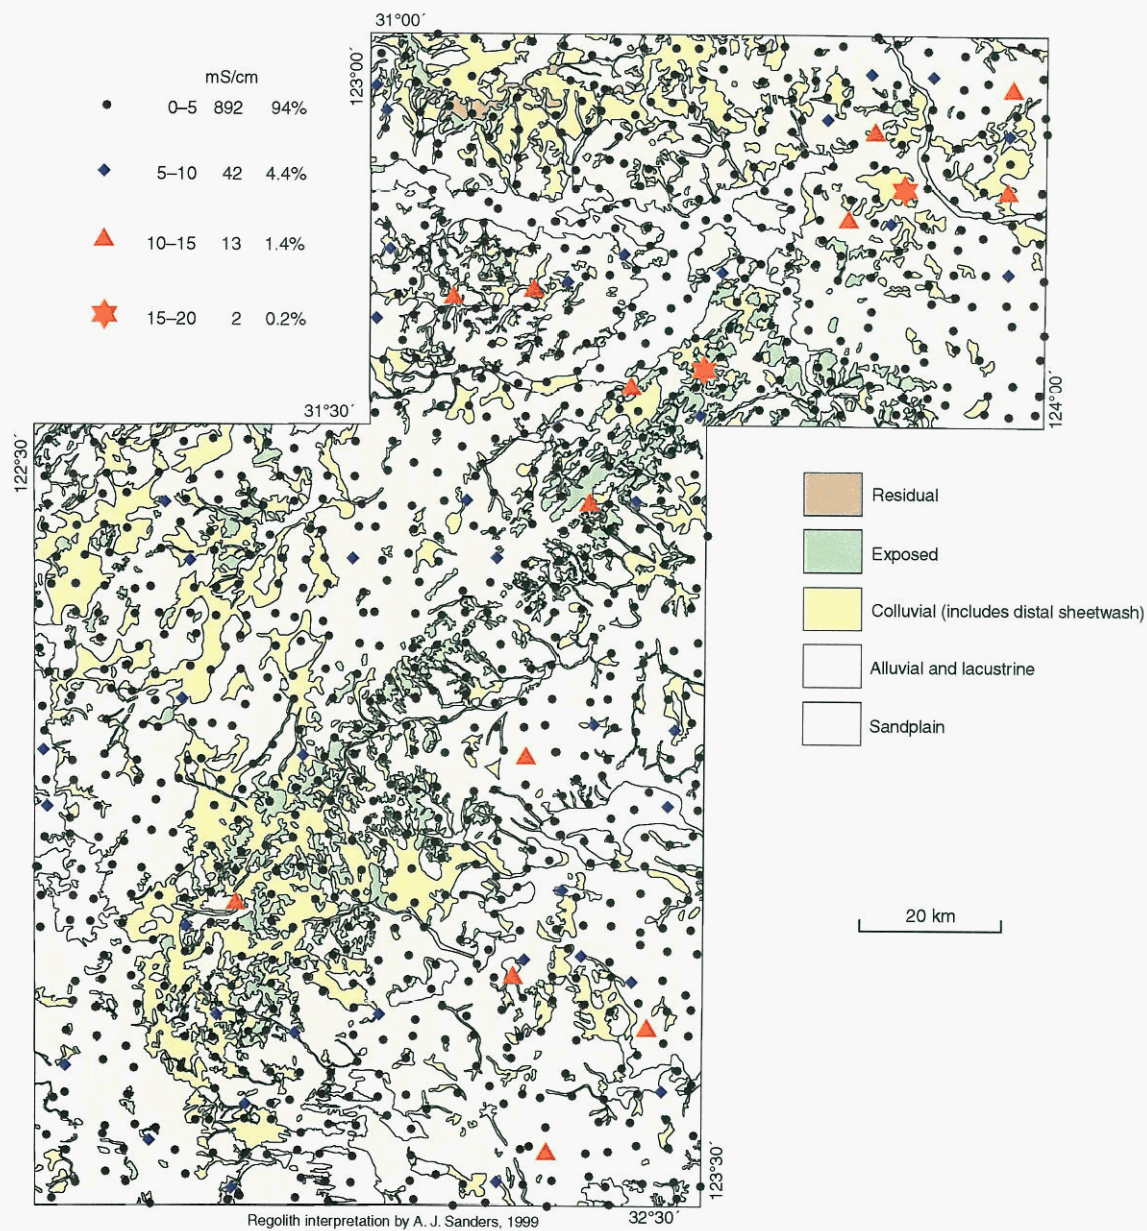 31°00´
123°00´
mS/cm
0–5 892 94%
5–10 42 4.4%
10–15 13 1.4%
15–20 2 0.2%
31°30´
124°00´
122°30´
Residual
Exposed
Colluvial (includes distal sheetwash)
Alluvial and lacustrine
Sandplain
20 km
123°30´
Regolith interpretation by A. J. Sanders, 1999
32°30´